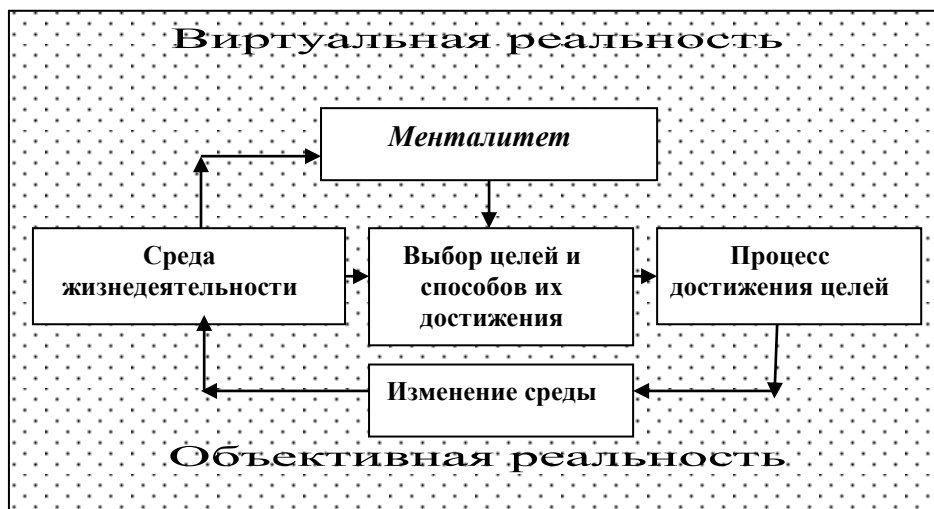 Виртуальная реальность
Менталитет
Среда
жизнедеятельности
Выбор целей и
способов их
достижения
Процесс
достижения целей
Изменение среды
Объективная реальность